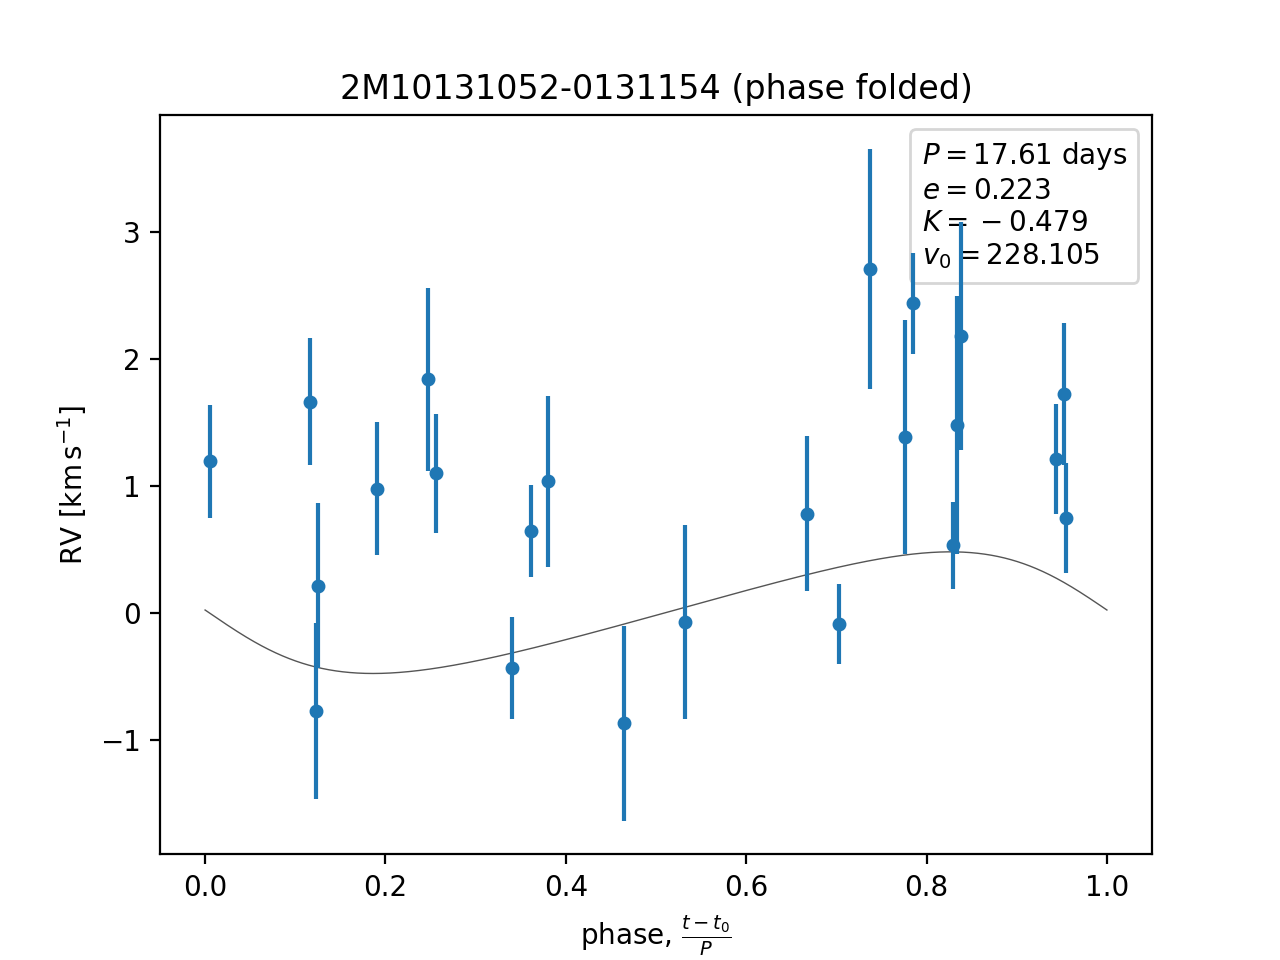 2M10131052-0131154 (phase folded)
P = 17.61 days
e = 0.223
K = −0.479
v₀ = 228.105
RV [km s⁻¹]
3
2
1
0
−1
0.0 0.2 0.4 0.6 0.8 1.0
phase, (t − t₀)/P